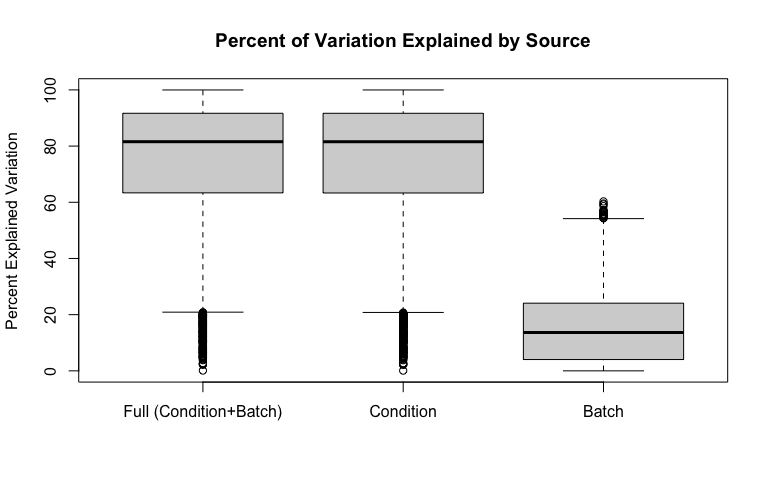 Percent of Variation Explained by Source
Percent Explained Variation
100
80
60
40
20
0
Full (Condition+Batch)
Condition
Batch